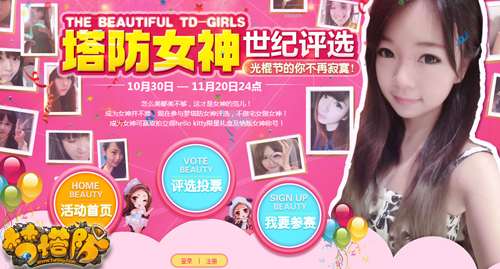 THE BEAUTIFUL TD-GIRLS
塔防女神世纪评选
光棍节的你不再寂寞!
10月30日 — 11月20日24点
怎么美都美不够，这才是女神的范儿!
成为女神并不难，现在参与梦塔防女神评选，不做宅女做女神!
成为女神可赢取拍立得hello kitty限量礼盒及绝版女神称号!
HOME
BEAUTY
活动首页
VOTE
BEAUTY
评选投票
SIGN UP
BEAUTY
我要参赛
梦塔防
登录 | 注册